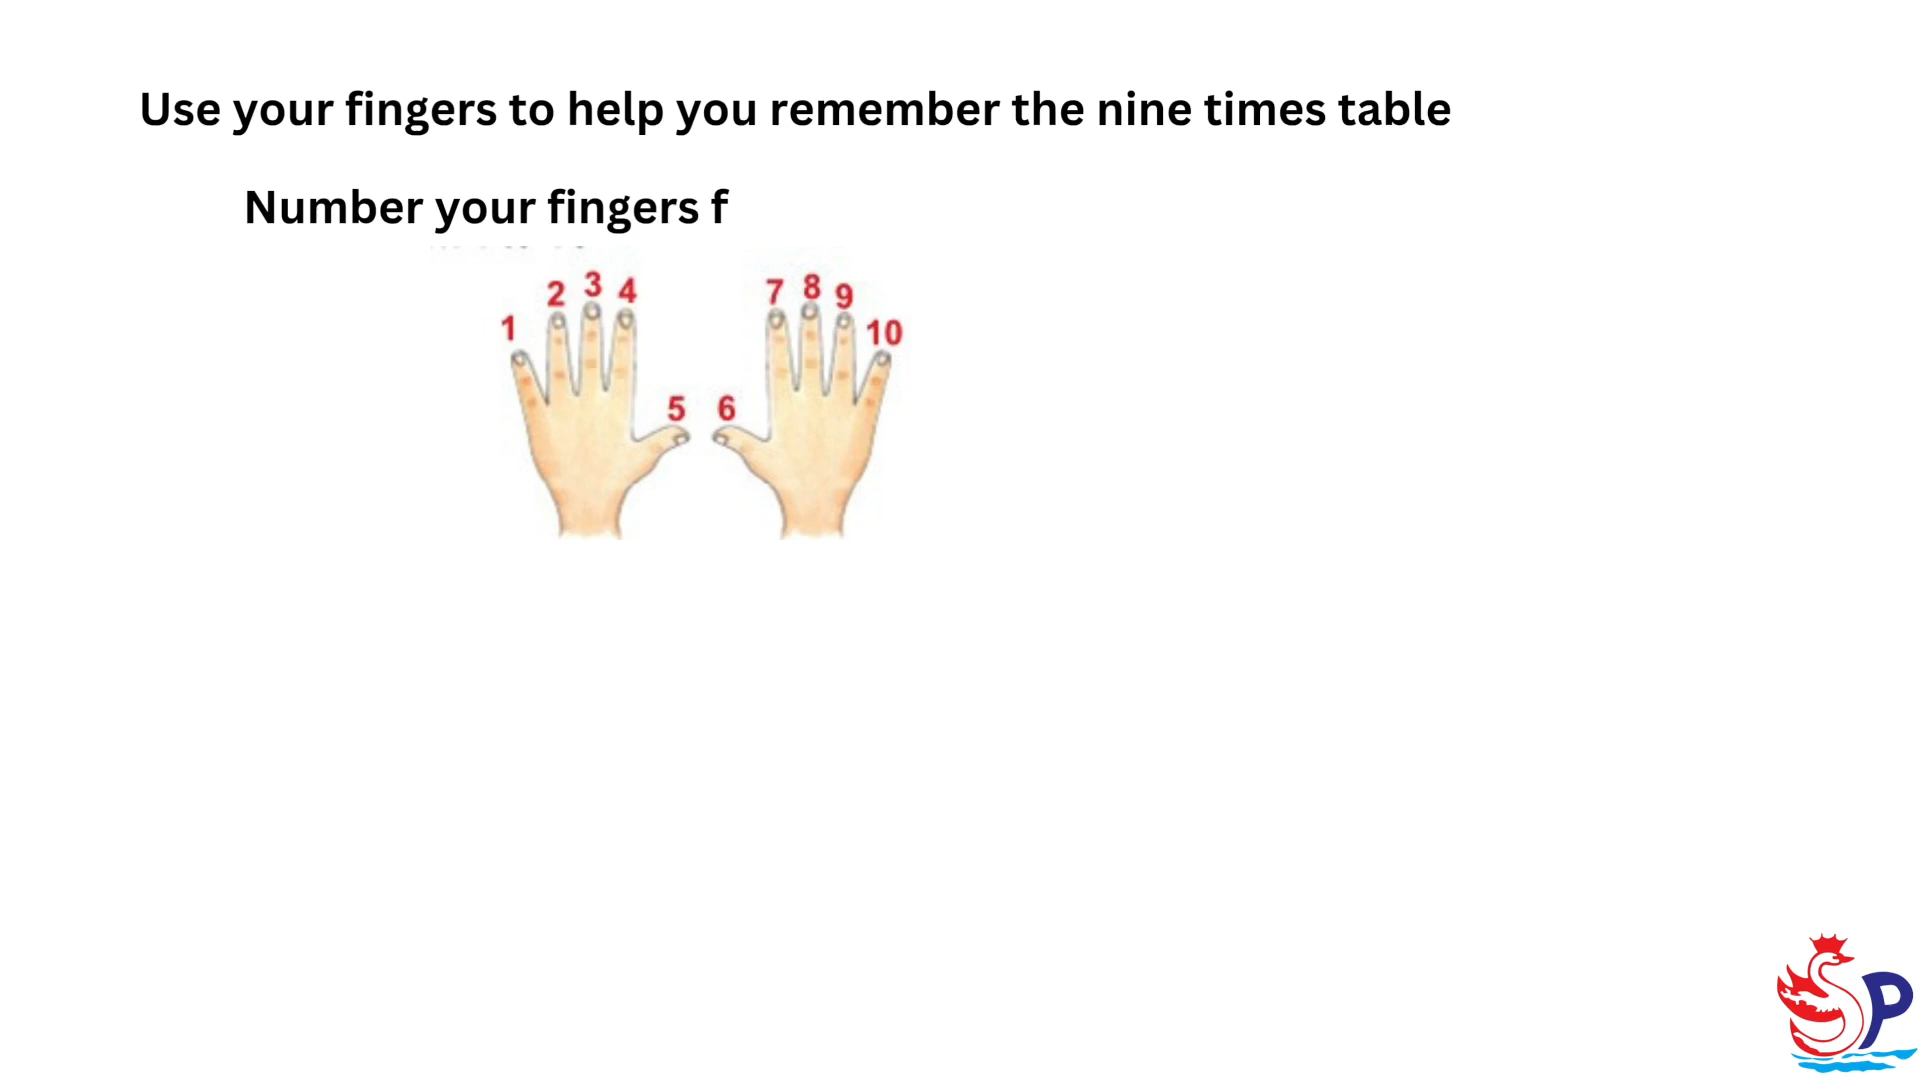 Use your fingers to help you remember the nine times table
Number your fingers f
1 2 3 4 5 6 7 8 9 10
SP